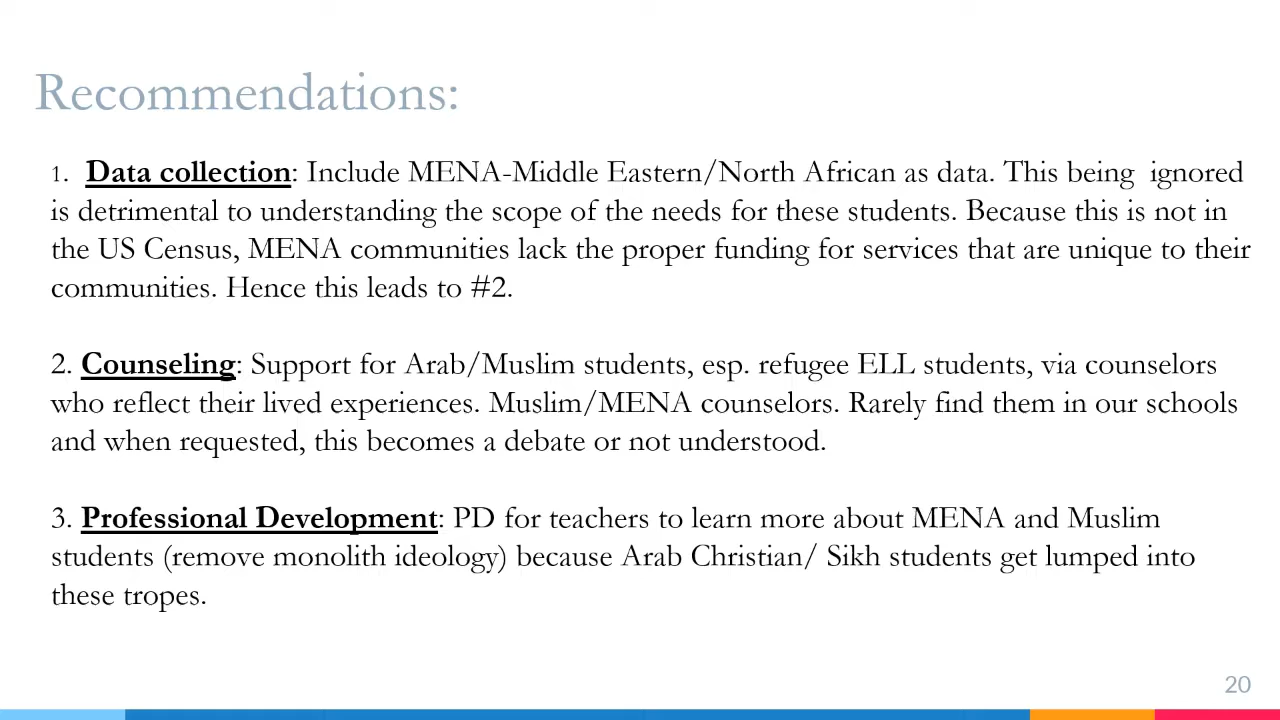 Recommendations:
1. Data collection: Include MENA-Middle Eastern/North African as data. This being ignored
is detrimental to understanding the scope of the needs for these students. Because this is not in
the US Census, MENA communities lack the proper funding for services that are unique to their
communities. Hence this leads to #2.
2. Counseling: Support for Arab/Muslim students, esp. refugee ELL students, via counselors
who reflect their lived experiences. Muslim/MENA counselors. Rarely find them in our schools
and when requested, this becomes a debate or not understood.
3. Professional Development: PD for teachers to learn more about MENA and Muslim
students (remove monolith ideology) because Arab Christian/ Sikh students get lumped into
these tropes.
20